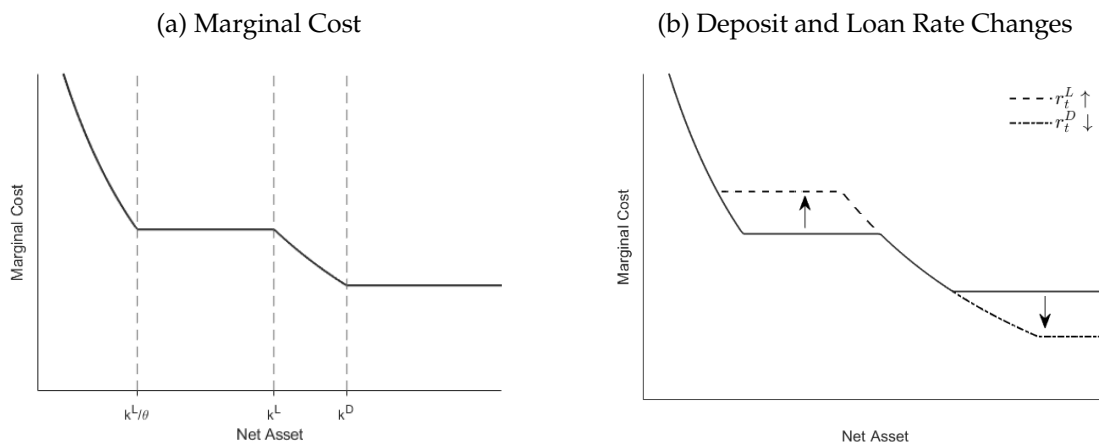 (a) Marginal Cost
Marginal Cost
k^L/θ
k^L
k^D
Net Asset
(b) Deposit and Loan Rate Changes
r_t^L ↑
r_t^D ↓
Marginal Cost
Net Asset